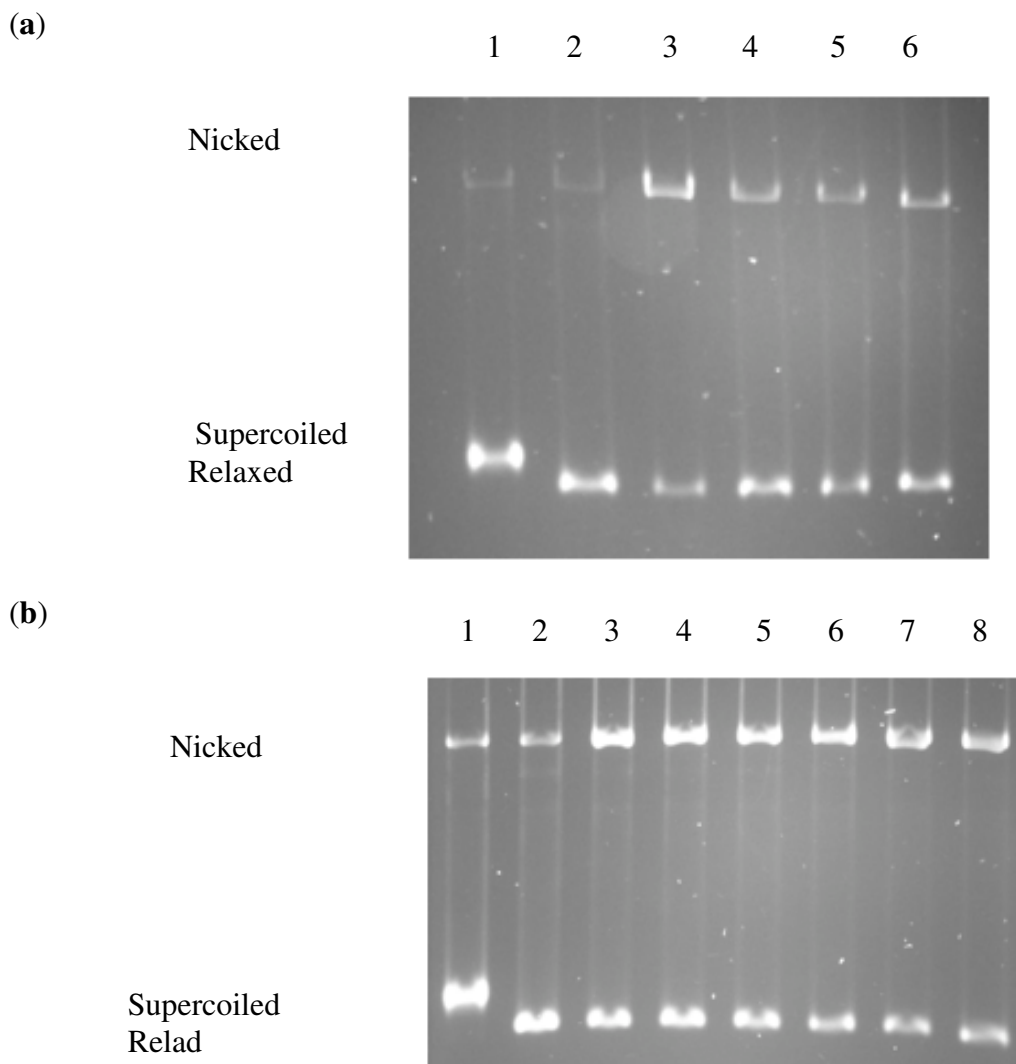 (a)
1 2 3 4 5 6
Nicked
Supercoiled
Relaxed
(b)
1 2 3 4 5 6 7 8
Nicked
Supercoiled
Relad